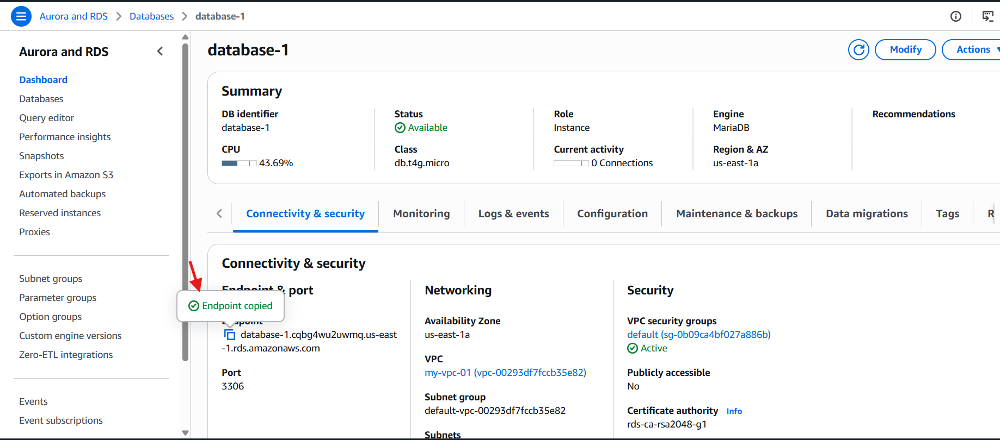 Aurora and RDS > Databases > database-1
Aurora and RDS
Dashboard
Databases
Query editor
Performance insights
Snapshots
Exports in Amazon S3
Automated backups
Reserved instances
Proxies
Subnet groups
Parameter groups
Option groups
Custom engine versions
Zero-ETL integrations
Events
Event subscriptions
database-1
Modify
Actions
Summary
DB identifier
database-1
CPU
43.69%
Status
Available
Class
db.t4g.micro
Role
Instance
Current activity
0 Connections
Engine
MariaDB
Region & AZ
us-east-1a
Recommendations
Connectivity & security
Monitoring
Logs & events
Configuration
Maintenance & backups
Data migrations
Tags
R
Connectivity & security
Endpoint & port
Endpoint copied
Endpoint
database-1.cqbg4wu2uwmq.us-east
-1.rds.amazonaws.com
Port
3306
Networking
Availability Zone
us-east-1a
VPC
my-vpc-01 (vpc-00293df7fccb35e82)
Subnet group
default-vpc-00293df7fccb35e82
Subnets
Security
VPC security groups
default (sg-0b09ca4bf027a886b)
Active
Publicly accessible
No
Certificate authority Info
rds-ca-rsa2048-g1